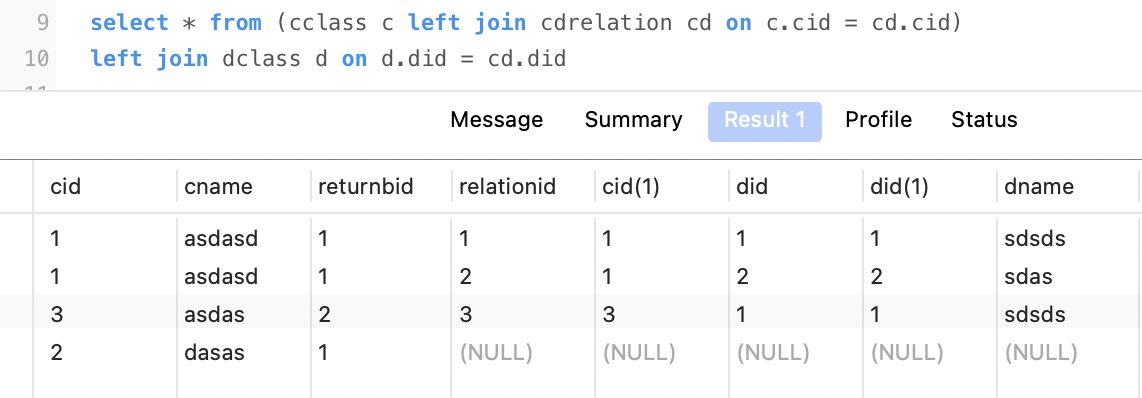 9 select * from (cclass c left join cdrelation cd on c.cid = cd.cid)
10 left join dclass d on d.did = cd.did
Message Summary Result 1 Profile Status
cid cname returnbid relationid cid(1) did did(1) dname
1 asdasd 1 1 1 1 1 sdsds
1 asdasd 1 2 1 2 2 sdas
3 asdas 2 3 3 1 1 sdsds
2 dasas 1 (NULL) (NULL) (NULL) (NULL) (NULL)